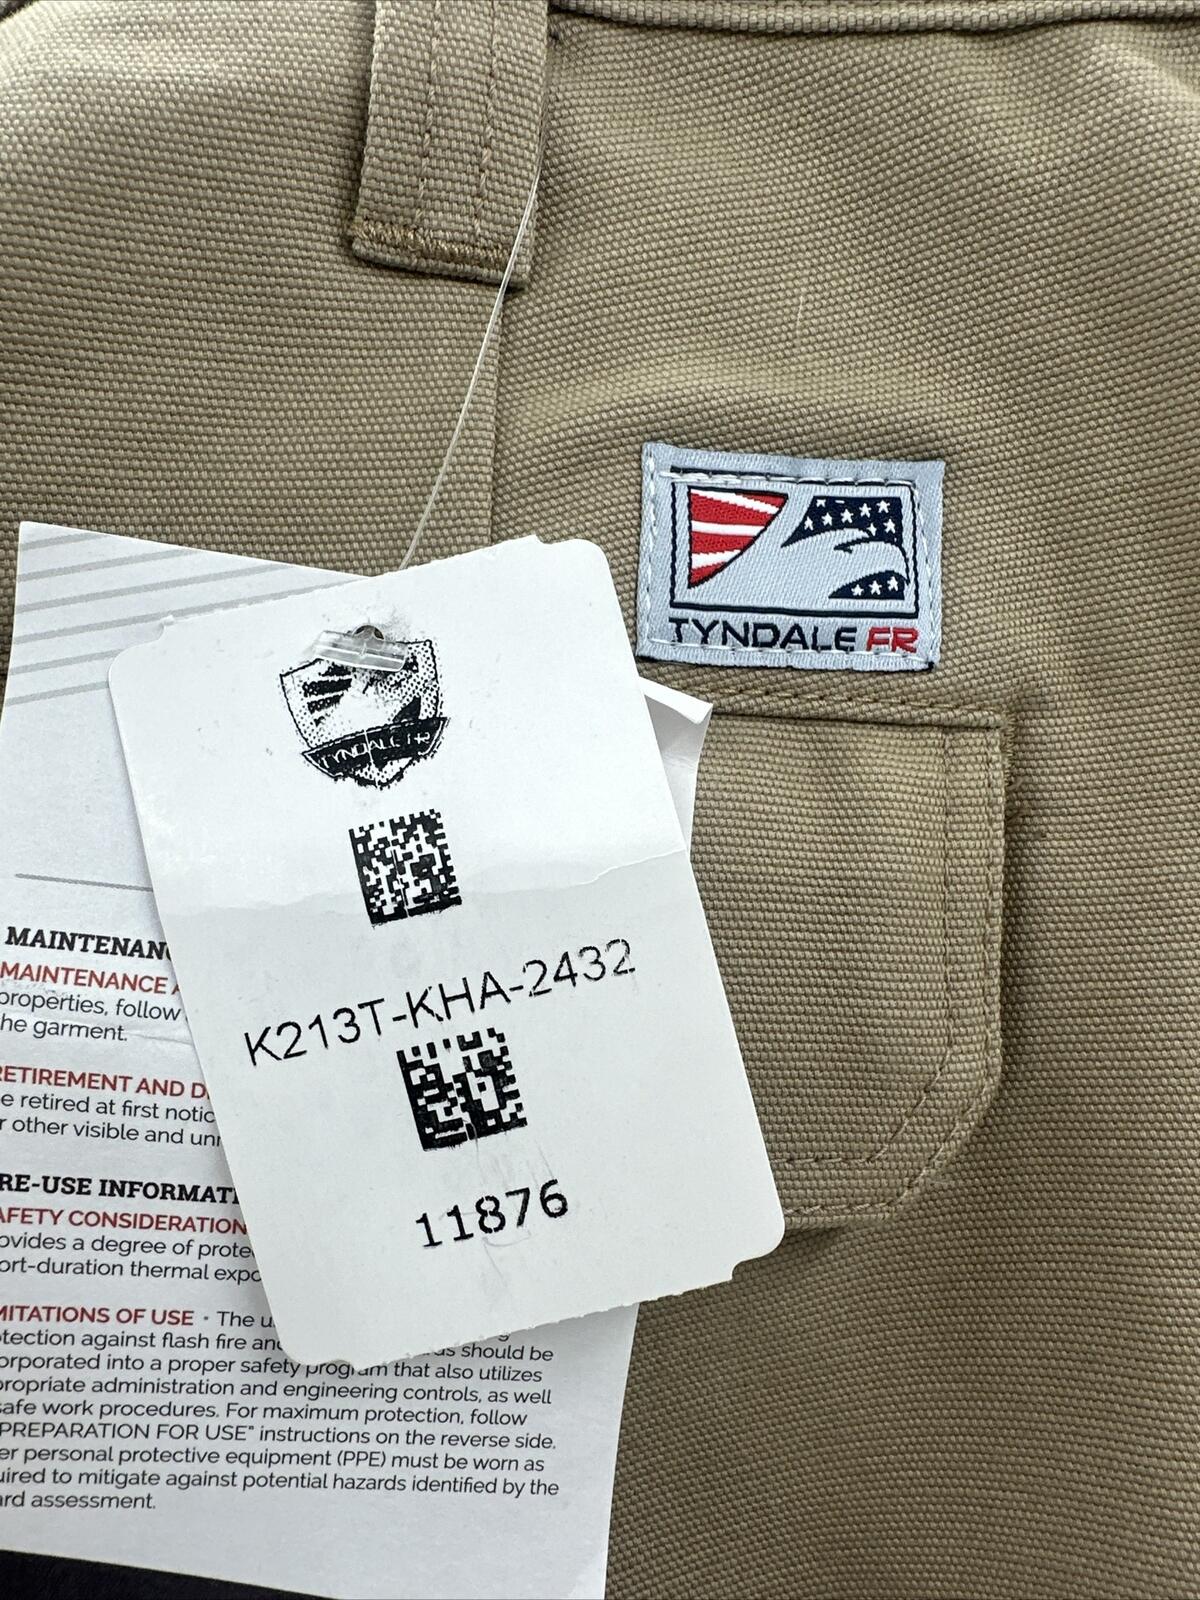 TYNDALE FR
TYNDALE FR
K213T-KHA-2432
11876
MAINTENANC
MAINTENANCE A
properties, follow
he garment.
RETIREMENT AND D
e retired at first notic
r other visible and un
RE-USE INFORMATI
AFETY CONSIDERATION
ovides a degree of prote
ort-duration thermal expo
MITATIONS OF USE • The u
tection against flash fire an should be
orporated into a proper safety program that also utilizes
propriate administration and engineering controls, as well
safe work procedures. For maximum protection, follow
"PREPARATION FOR USE" instructions on the reverse side.
er personal protective equipment (PPE) must be worn as
uired to mitigate against potential hazards identified by the
ard assessment.